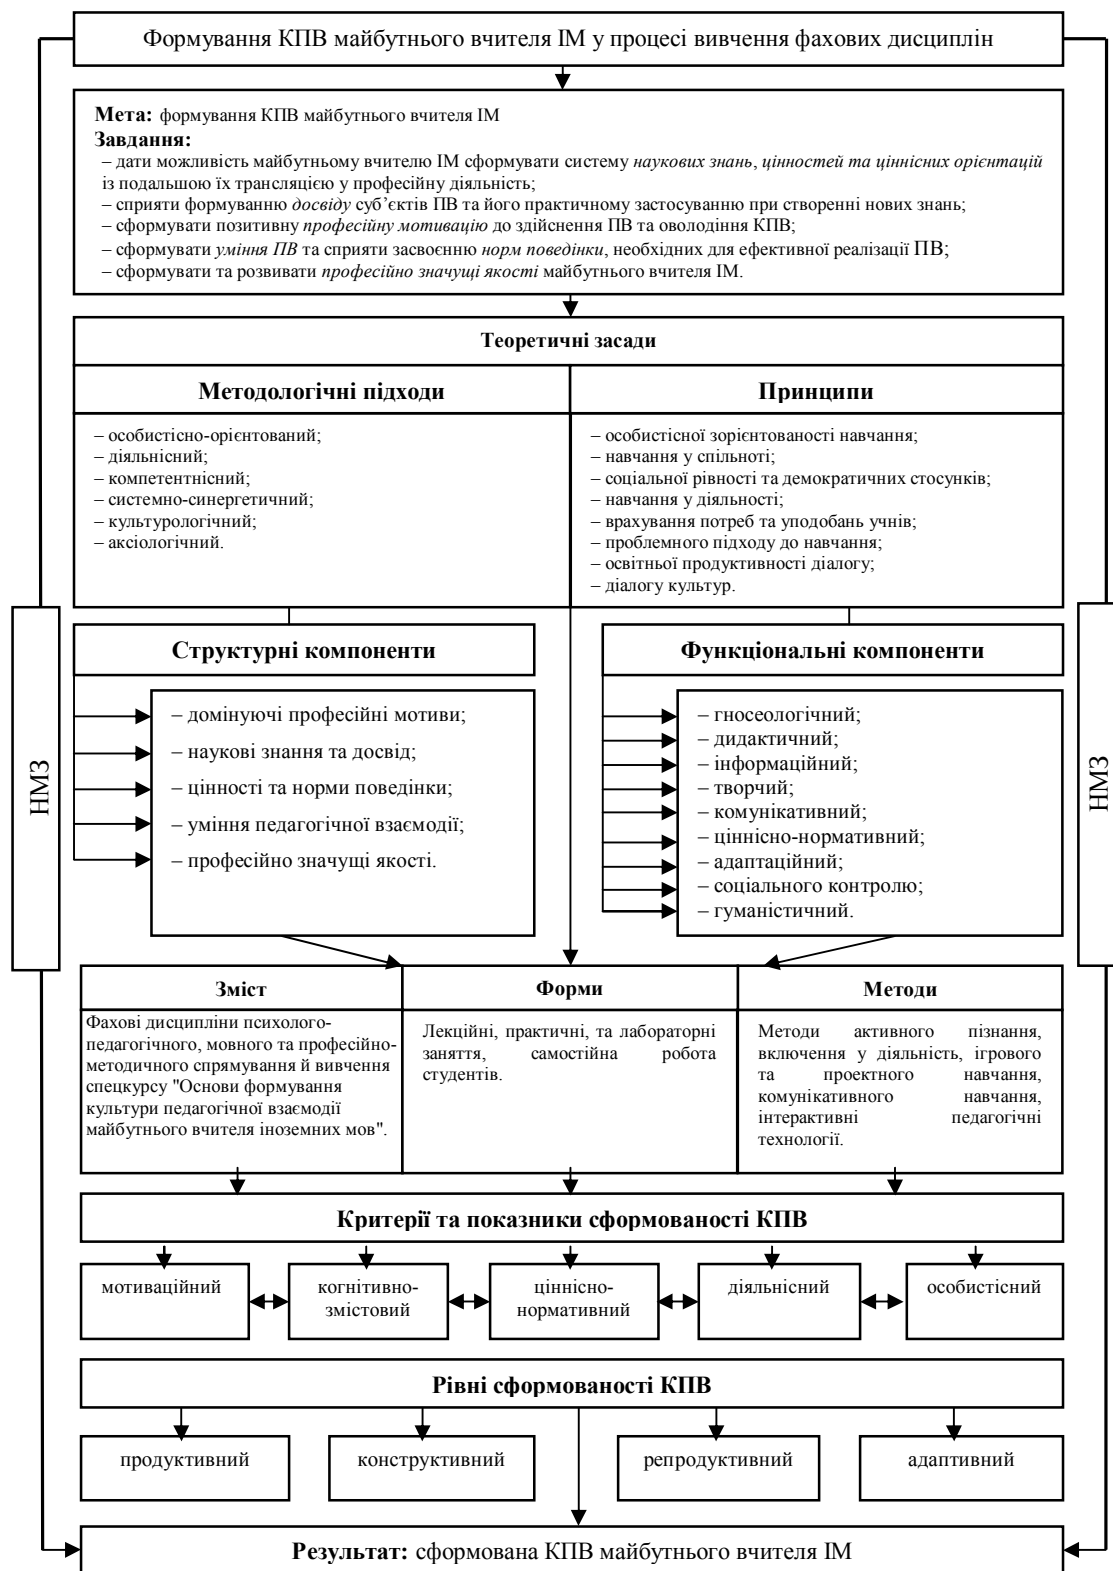 Формування КПВ майбутнього вчителя ІМ у процесі вивчення фахових дисциплін
Мета: формування КПВ майбутнього вчителя ІМ
Завдання:
– дати можливість майбутньому вчителю ІМ сформувати систему наукових знань, цінностей та ціннісних орієнтацій
із подальшою їх трансляцією у професійну діяльність;
– сприяти формуванню досвіду суб’єктів ПВ та його практичному застосуванню при створенні нових знань;
– сформувати позитивну професійну мотивацію до здійснення ПВ та оволодіння КПВ;
– сформувати уміння ПВ та сприяти засвоєнню норм поведінки, необхідних для ефективної реалізації ПВ;
– сформувати та розвивати професійно значущі якості майбутнього вчителя ІМ.
Теоретичні засади
Методологічні підходи
– особистісно-орієнтований;
– діяльнісний;
– компетентнісний;
– системно-синергетичний;
– культурологічний;
– аксіологічний.
Принципи
– особистісної зорієнтованості навчання;
– навчання у спільноті;
– соціальної рівності та демократичних стосунків;
– навчання у діяльності;
– врахування потреб та уподобань учнів;
– проблемного підходу до навчання;
– освітньої продуктивності діалогу;
– діалогу культур.
НМЗ
НМЗ
Структурні компоненти
– домінуючі професійні мотиви;
– наукові знання та досвід;
– цінності та норми поведінки;
– уміння педагогічної взаємодії;
– професійно значущі якості.
Функціональні компоненти
– гносеологічний;
– дидактичний;
– інформаційний;
– творчий;
– комунікативний;
– ціннісно-нормативний;
– адаптаційний;
– соціального контролю;
– гуманістичний.
Зміст
Фахові дисципліни психолого-
педагогічного, мовного та професійно-
методичного спрямування й вивчення
спецкурсу "Основи формування
культури педагогічної взаємодії
майбутнього вчителя іноземних мов".
Форми
Лекційні, практичні, та лабораторні
заняття, самостійна робота
студентів.
Методи
Методи активного пізнання,
включення у діяльність, ігрового
та проектного навчання,
комунікативного навчання,
інтерактивні педагогічні
технології.
Критерії та показники сформованості КПВ
мотиваційний
когнітивно-
змістовий
ціннісно-
нормативний
діяльнісний
особистісний
Рівні сформованості КПВ
продуктивний
конструктивний
репродуктивний
адаптивний
Результат: сформована КПВ майбутнього вчителя ІМ